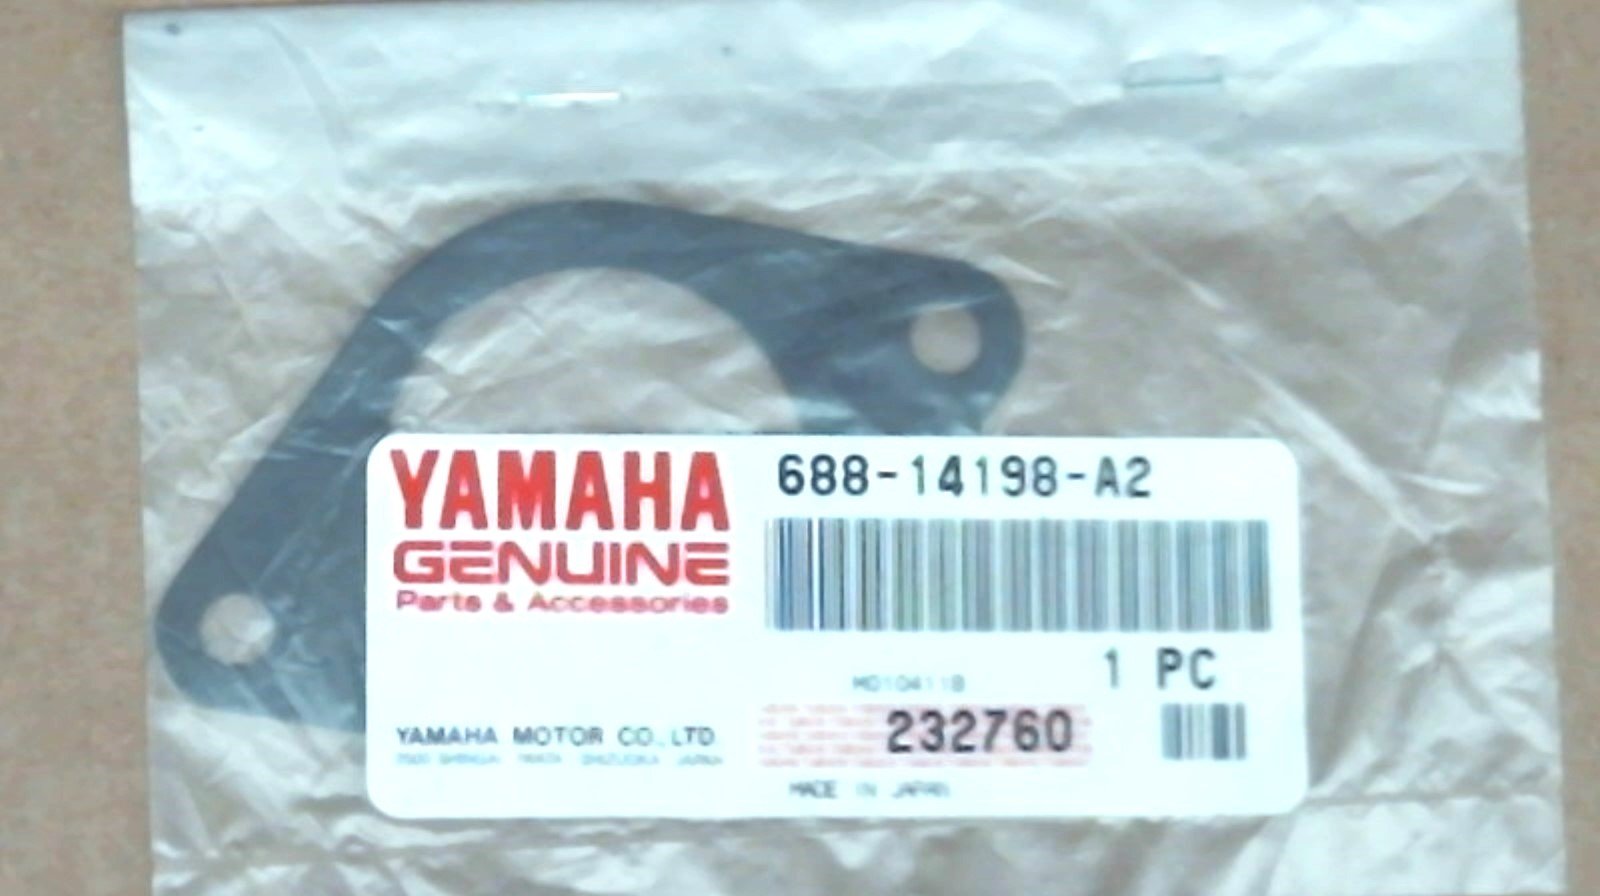 YAMAHA
GENUINE
Parts & Accessories
688-14198-A2
1 PC
232760
YAMAHA MOTOR CO., LTD.
MADE IN JAPAN